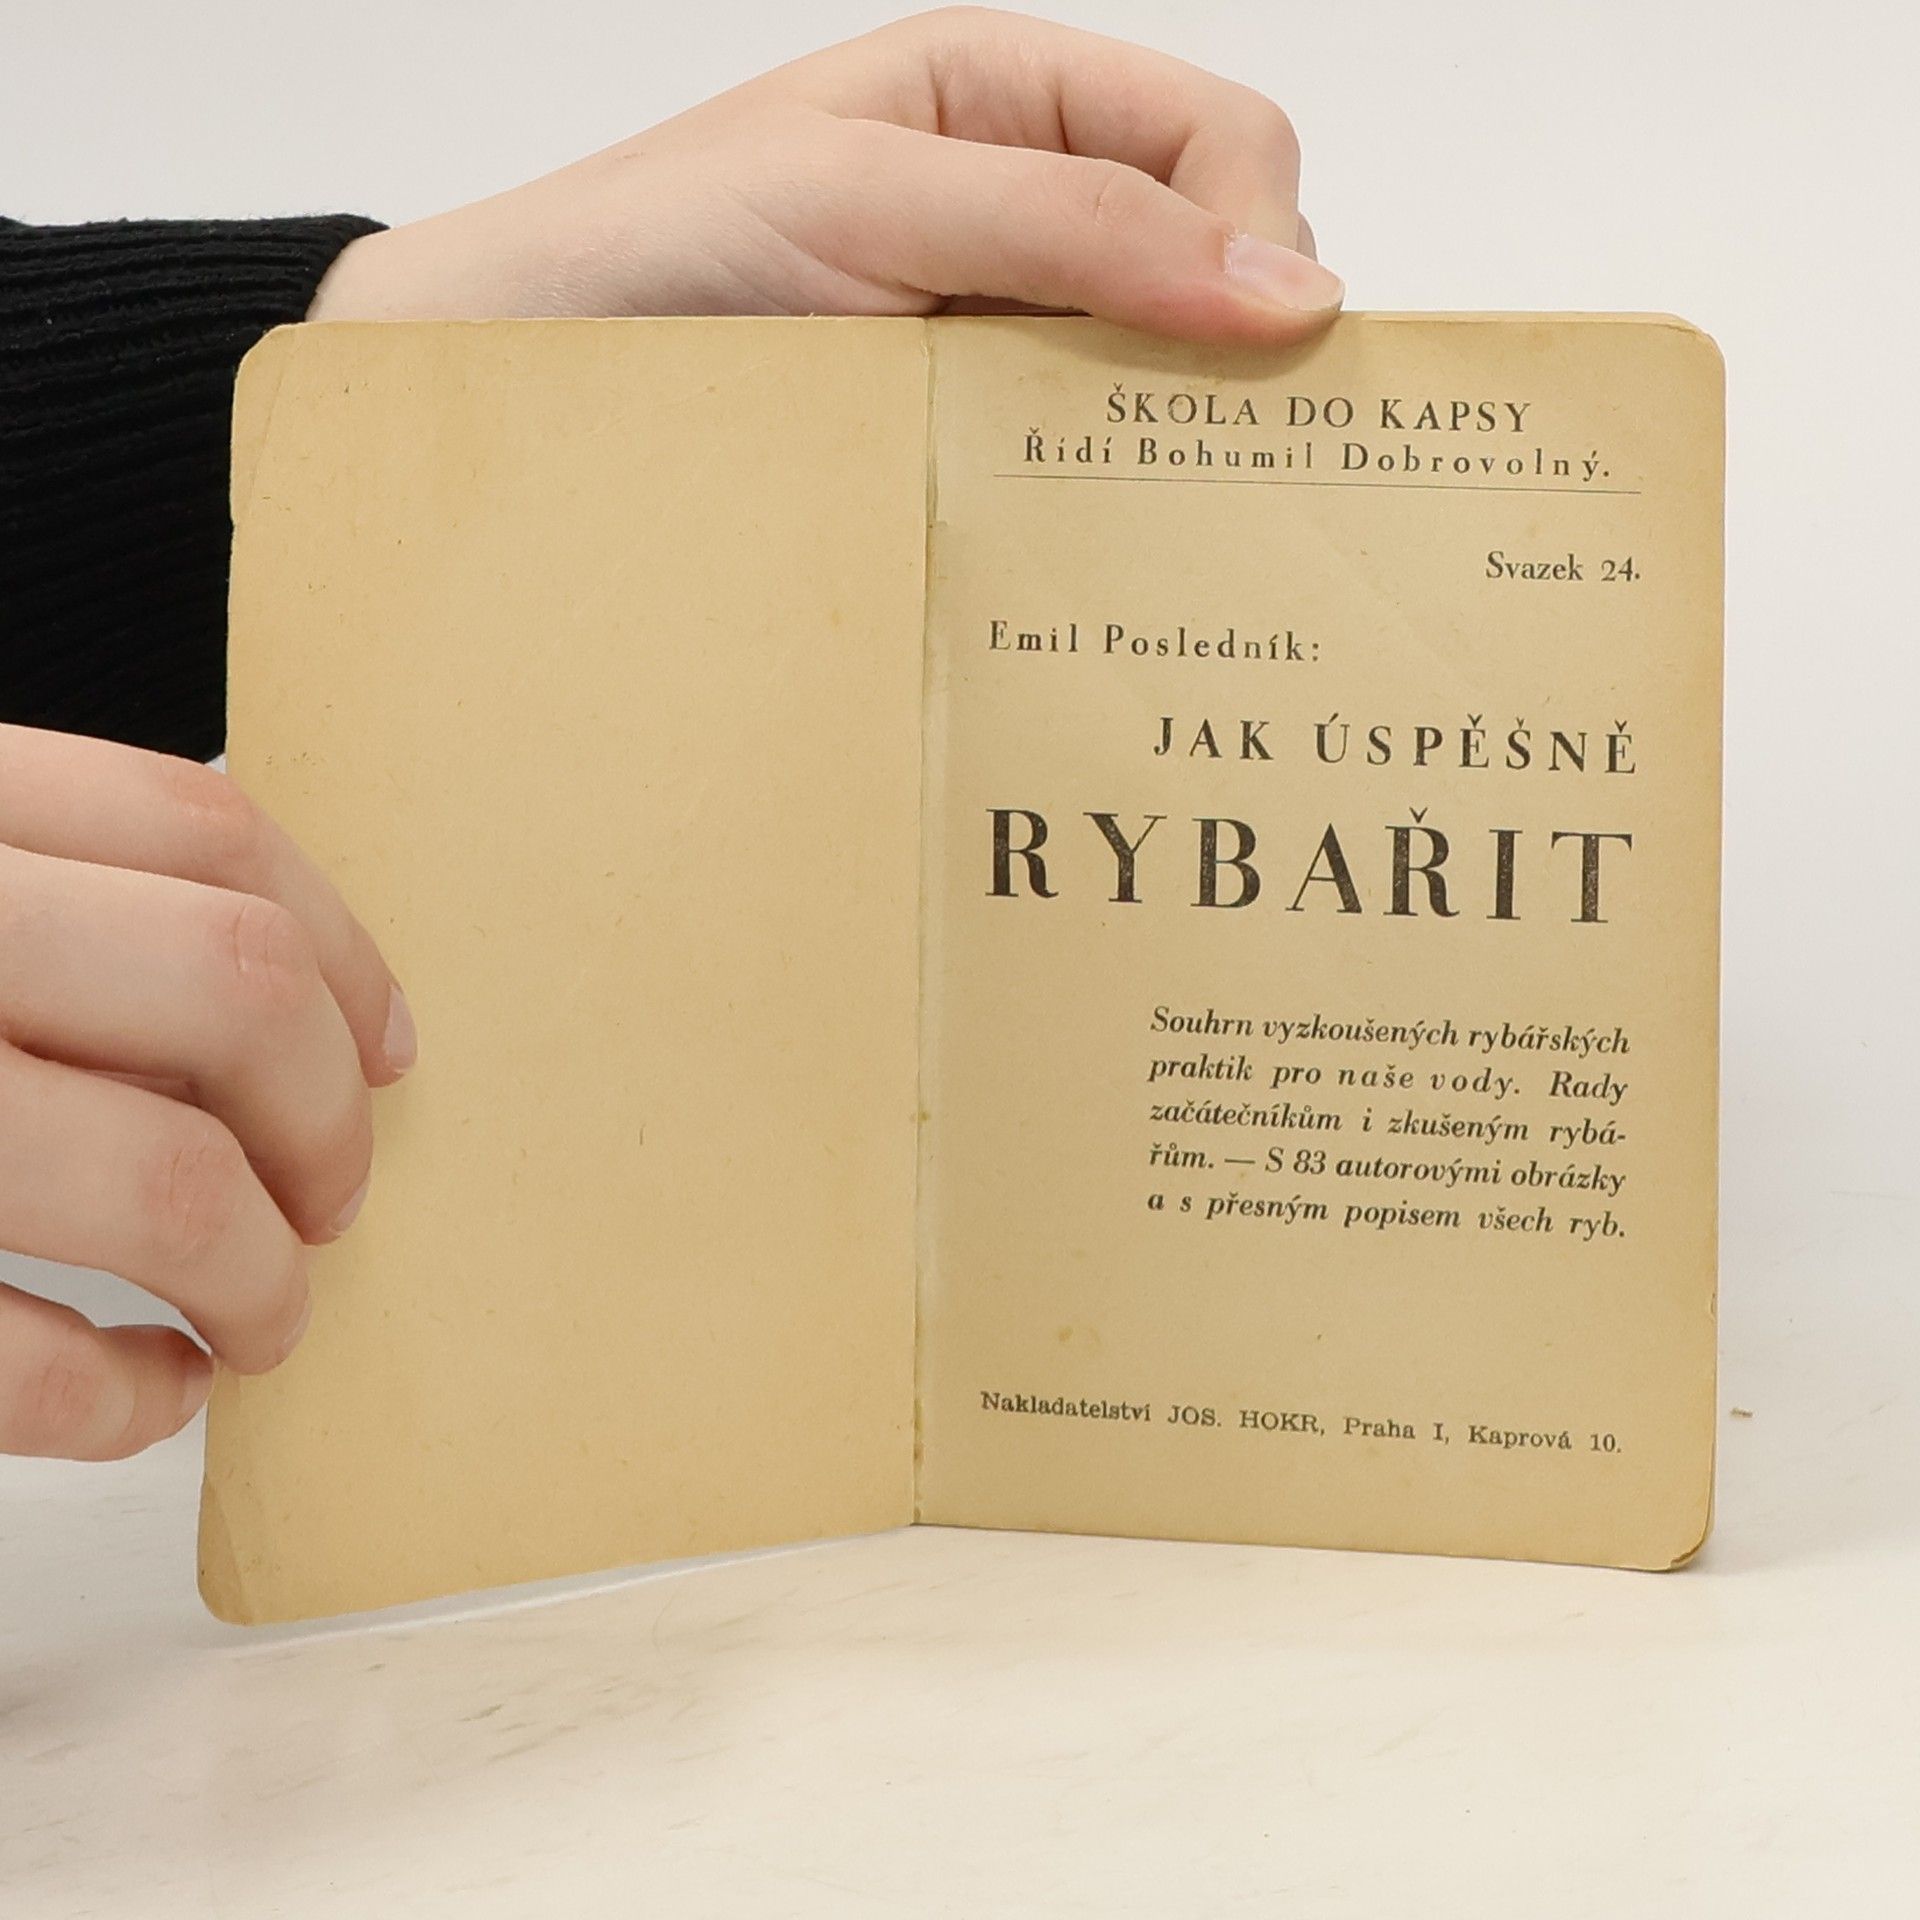 ŠKOLA DO KAPSY
Řídí Bohumil Dobrovolný.
Svazek 24.
Emil Posledník:
JAK ÚSPĚŠNĚ
RYBAŘIT
Souhrn vyzkoušených rybářských
praktik pro naše vody. Rady
začátečníkům i zkušeným rybá-
řům. — S 83 autorovými obrázky
a s přesným popisem všech ryb.
Nakladatelství JOS. HOKR, Praha I, Kaprová 10.